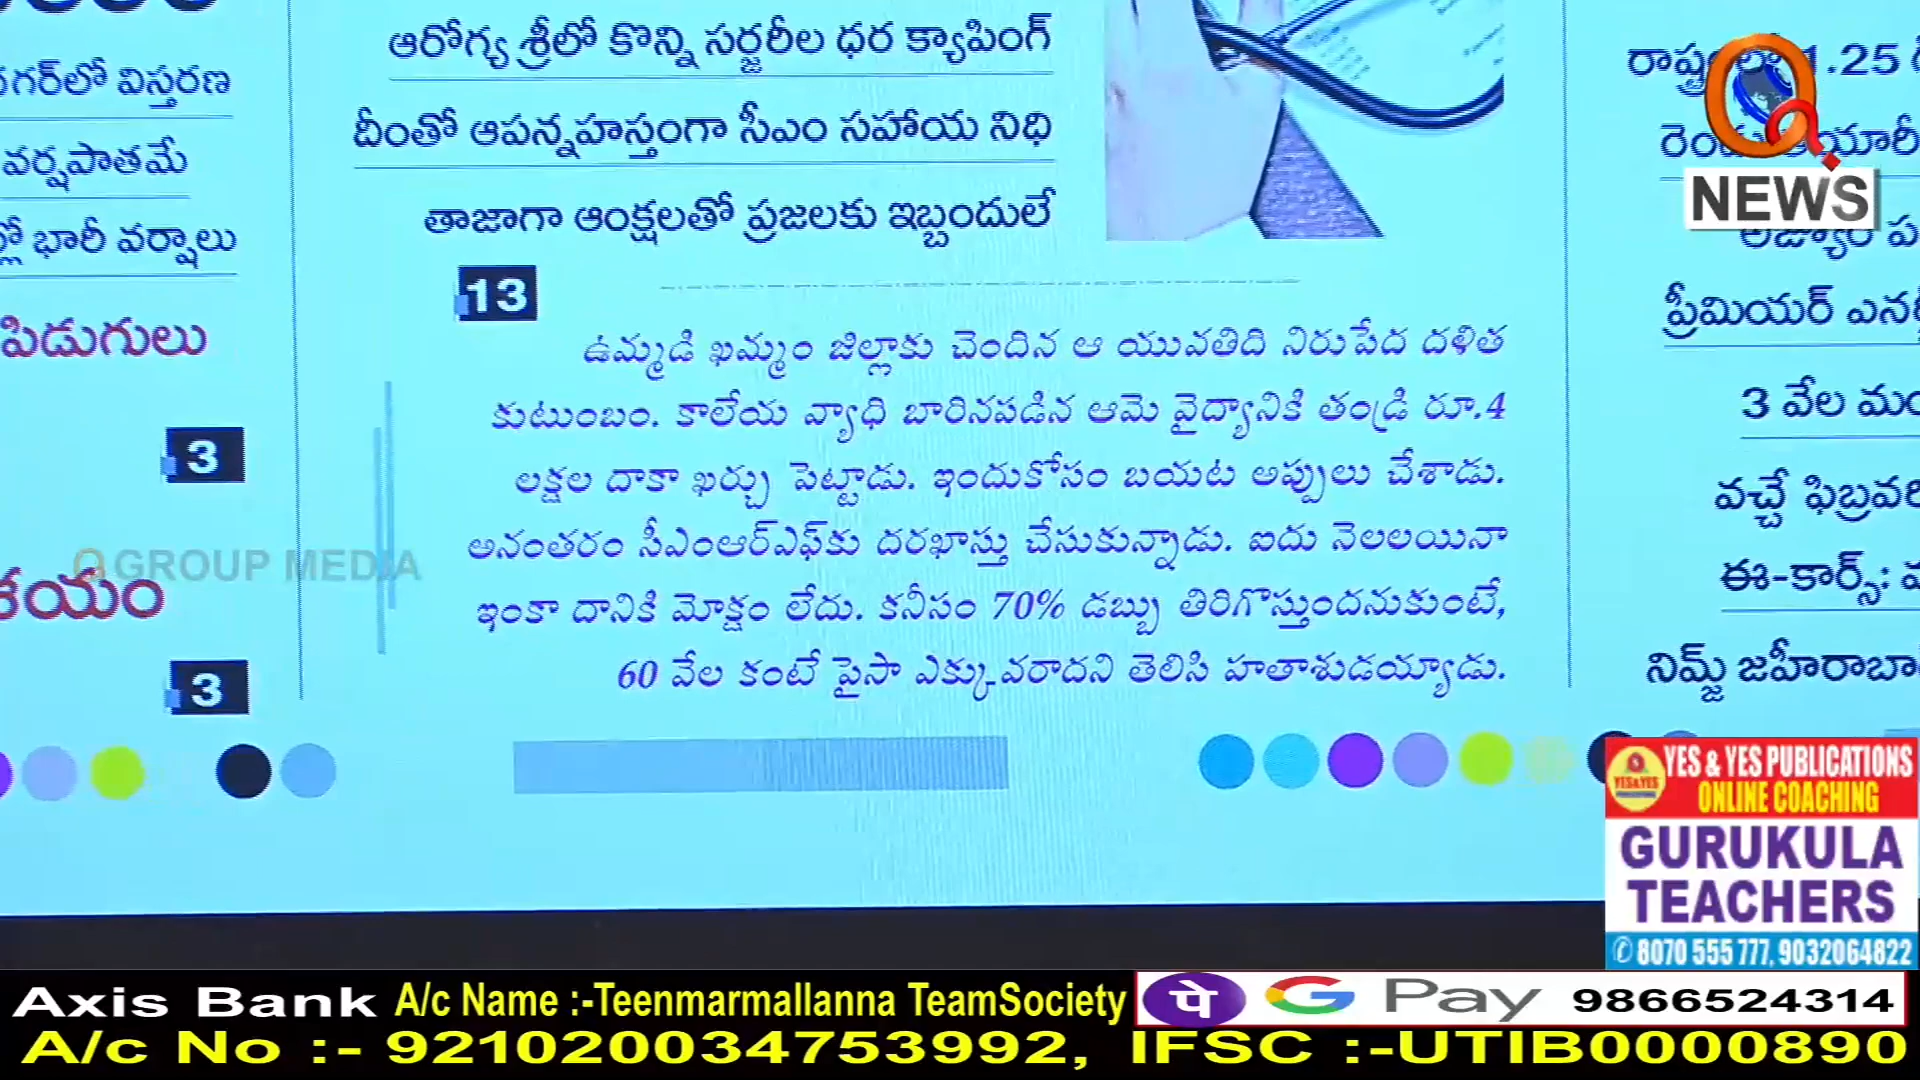 ఆరోగ్య శ్రీలో కొన్ని సర్జరీల ధర క్యాపింగ్
దీంతో ఆపన్నహస్తంగా సీఎం సహాయ నిధి
తాజాగా ఆంక్షలతో ప్రజలకు ఇబ్బందులే
13
ఉమ్మడి ఖమ్మం జిల్లాకు చెందిన ఆ యువతిది నిరుపేద దళిత
కుటుంబం. కాలేయ వ్యాధి బారినపడిన ఆమె వైద్యానికి తండ్రి రూ.4
లక్షల దాకా ఖర్చు పెట్టాడు. ఇందుకోసం బయట అప్పులు చేశాడు.
అనంతరం సీఎంఆర్ఎఫ్‌కు దరఖాస్తు చేసుకున్నాడు. ఐదు నెలలయినా
ఇంకా దానికి మోక్షం లేదు. కనీసం 70% డబ్బు తిరిగొస్తుందనుకుంటే,
60 వేల కంటే పైసా ఎక్కువరాదని తెలిసి హతాశుడయ్యాడు.
విస్తరణ
వర్షపాతమే
భారీ వర్షాలు
పిడుగులు
3
3
Q GROUP MEDIA
1.25
ప్రీమియర్
3 వేల
వచ్చే
ఈ-కార్స్:
నిమ్జ్
Q NEWS
YES & YES PUBLICATIONS
ONLINE COACHING
GURUKULA
TEACHERS
8070 555 777, 9032064822
Axis Bank A/c Name :-Teenmarmallanna TeamSociety पे G Pay 9866524314
A/c No :- 921020034753992, IFSC :-UTIB0000890